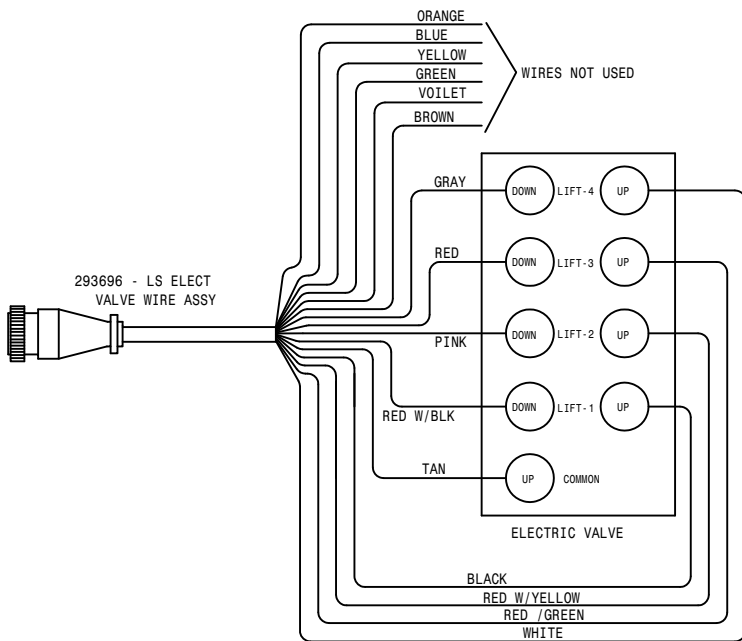 ORANGE
BLUE
YELLOW
GREEN
VOILET
BROWN
WIRES NOT USED
GRAY
DOWN LIFT-4 UP
RED
DOWN LIFT-3 UP
293696 - LS ELECT
VALVE WIRE ASSY
PINK
DOWN LIFT-2 UP
RED W/BLK
DOWN LIFT-1 UP
TAN
UP COMMON
ELECTRIC VALVE
BLACK
RED W/YELLOW
RED /GREEN
WHITE